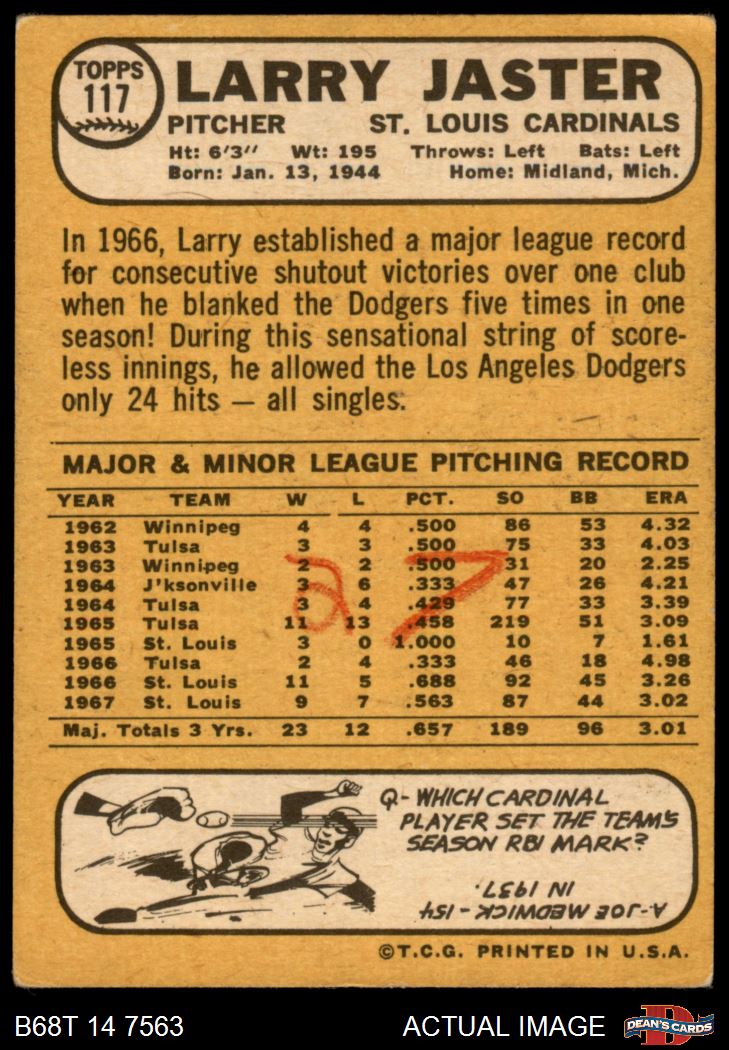 TOPPS
117
LARRY JASTER
PITCHER ST. LOUIS CARDINALS
Ht: 6'3" Wt: 195 Throws: Left Bats: Left
Born: Jan. 13, 1944 Home: Midland, Mich.
In 1966, Larry established a major league record
for consecutive shutout victories over one club
when he blanked the Dodgers five times in one
season! During this sensational string of score-
less innings, he allowed the Los Angeles Dodgers
only 24 hits — all singles.
MAJOR & MINOR LEAGUE PITCHING RECORD
YEAR TEAM W L PCT. SO BB ERA
1962 Winnipeg 4 4 .500 86 53 4.32
1963 Tulsa 3 3 .500 75 33 4.03
1963 Winnipeg 2 2 .500 31 20 2.25
1964 J'ksonville 3 6 .333 47 26 4.21
1964 Tulsa 3 4 .429 77 33 3.39
1965 Tulsa 11 13 .458 219 51 3.09
1965 St. Louis 3 0 1.000 10 7 1.61
1966 Tulsa 2 4 .333 46 18 4.98
1966 St. Louis 11 5 .688 92 45 3.26
1967 St. Louis 9 7 .563 87 44 3.02
Maj. Totals 3 Yrs. 23 12 .657 189 96 3.01
27
Q- WHICH CARDINAL
PLAYER SET THE TEAM'S
SEASON RBI MARK?
A-JOE MEDWICK - 154
IN 1937.
©T.C.G. PRINTED IN U.S.A.
B68T 14 7563 ACTUAL IMAGE
D
DEAN'S CARDS